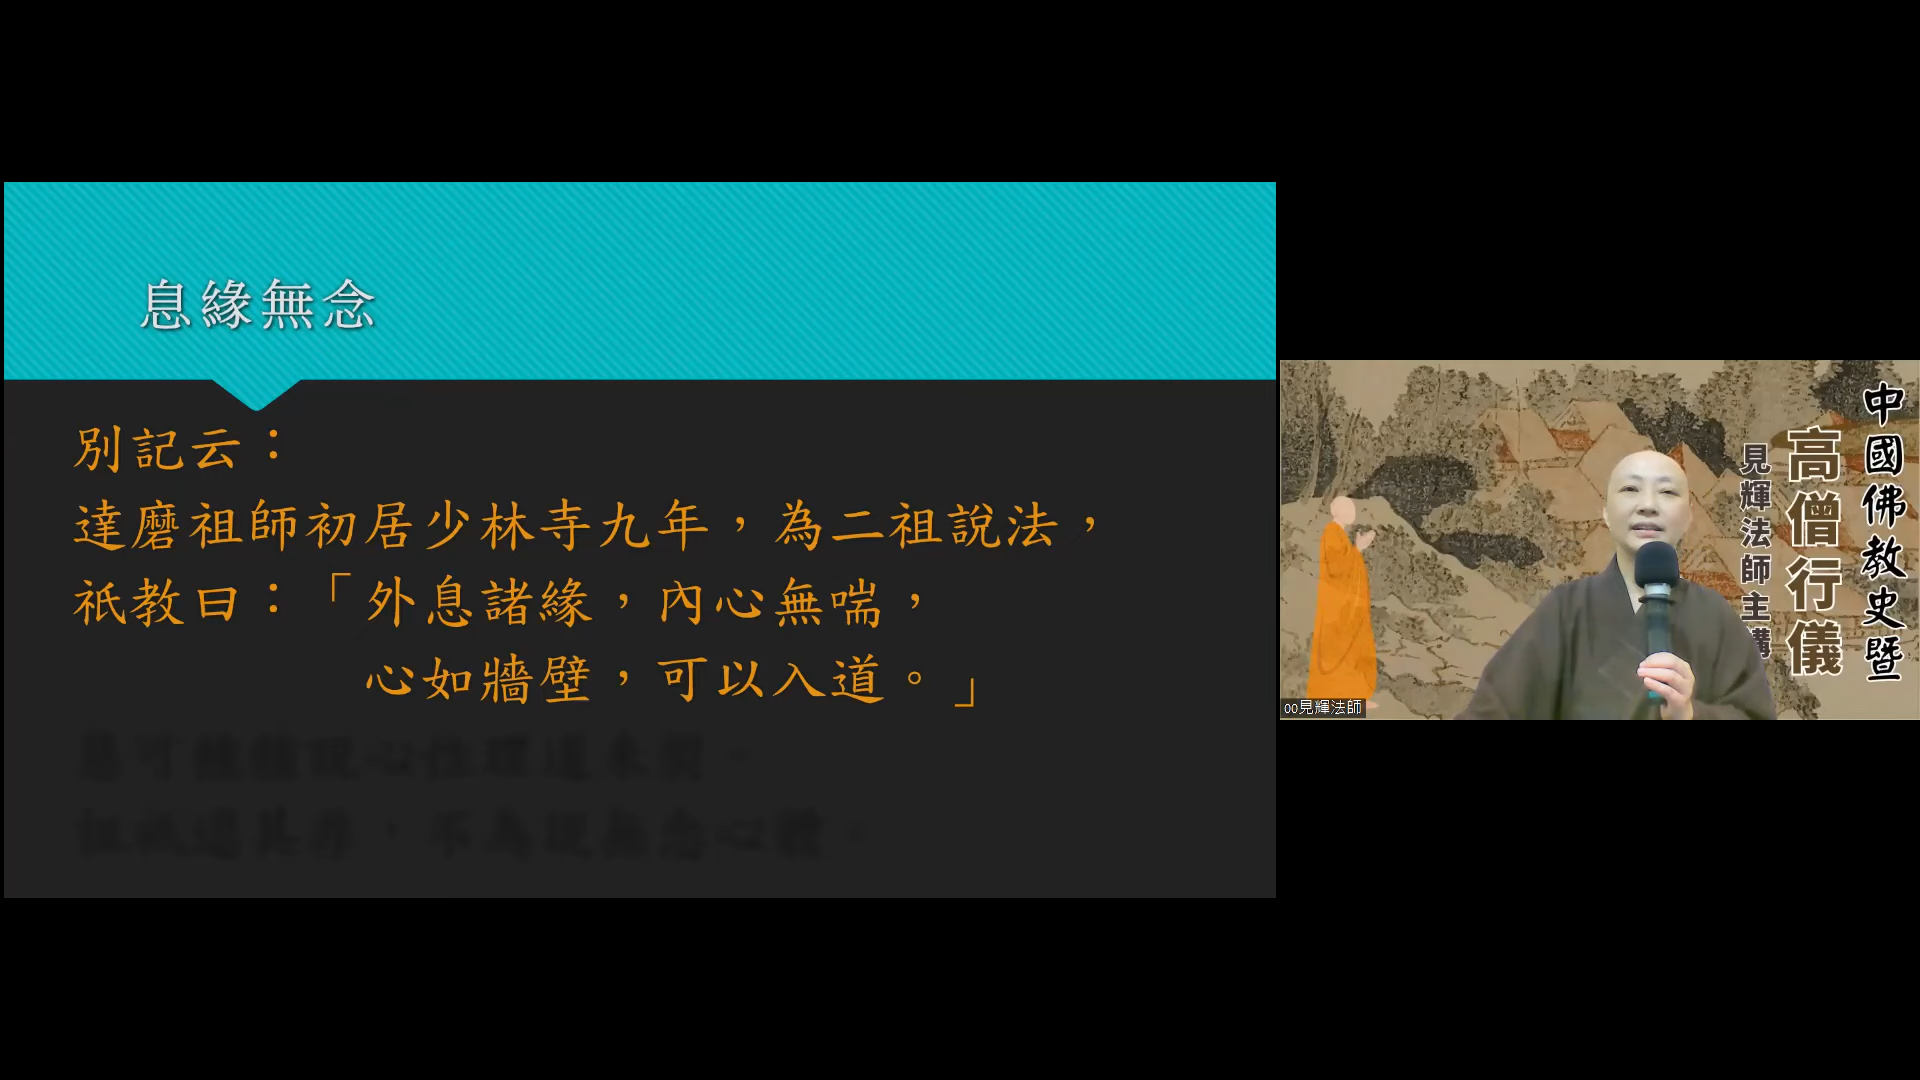 息緣無念
別記云：
達磨祖師初居少林寺九年，為二祖說法，
祇教曰：「外息諸緣，內心無喘，
心如牆壁，可以入道。」
中國佛教史暨
高僧行儀
見輝法師主講
oo見輝法師